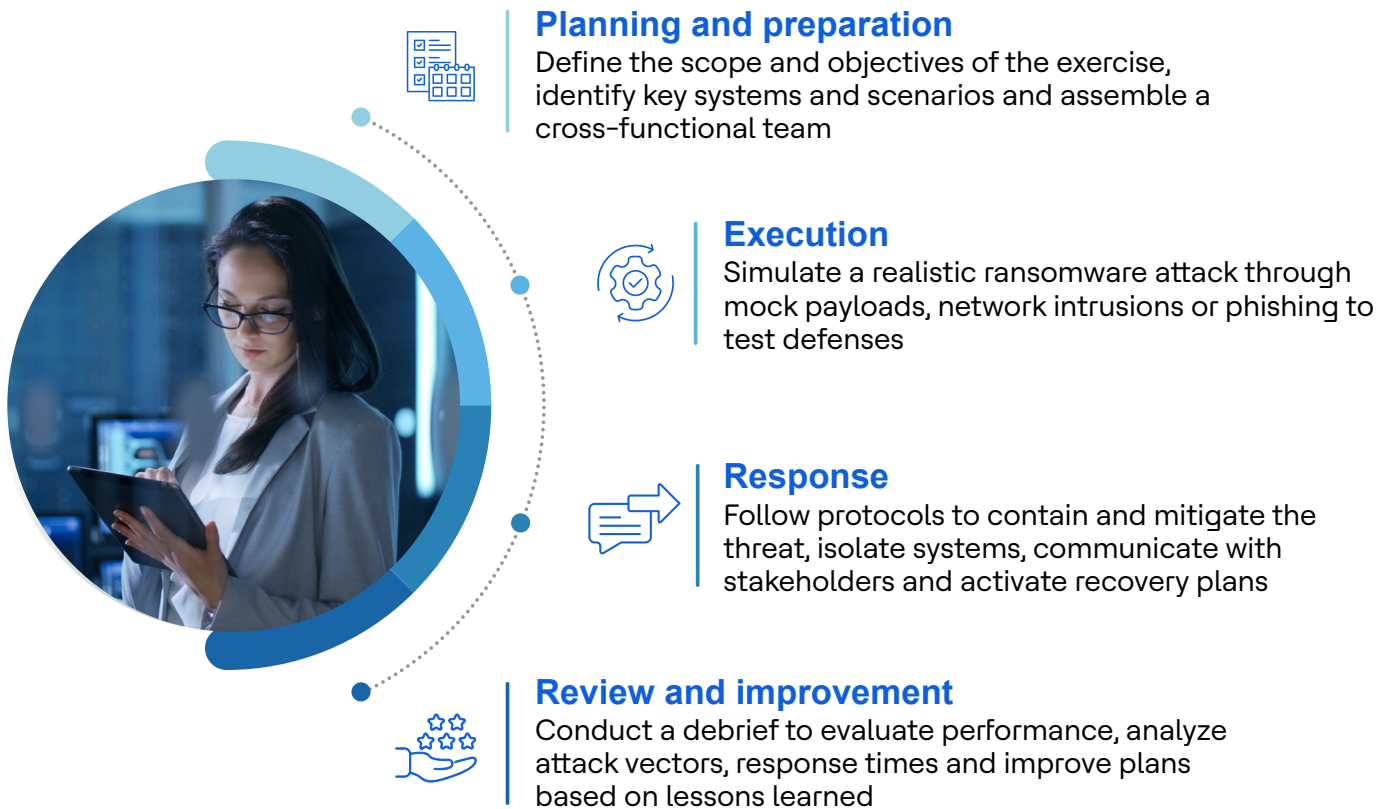 Planning and preparation
Define the scope and objectives of the exercise,
identify key systems and scenarios and assemble a
cross-functional team
Execution
Simulate a realistic ransomware attack through
mock payloads, network intrusions or phishing to
test defenses
Response
Follow protocols to contain and mitigate the
threat, isolate systems, communicate with
stakeholders and activate recovery plans
Review and improvement
Conduct a debrief to evaluate performance, analyze
attack vectors, response times and improve plans
based on lessons learned